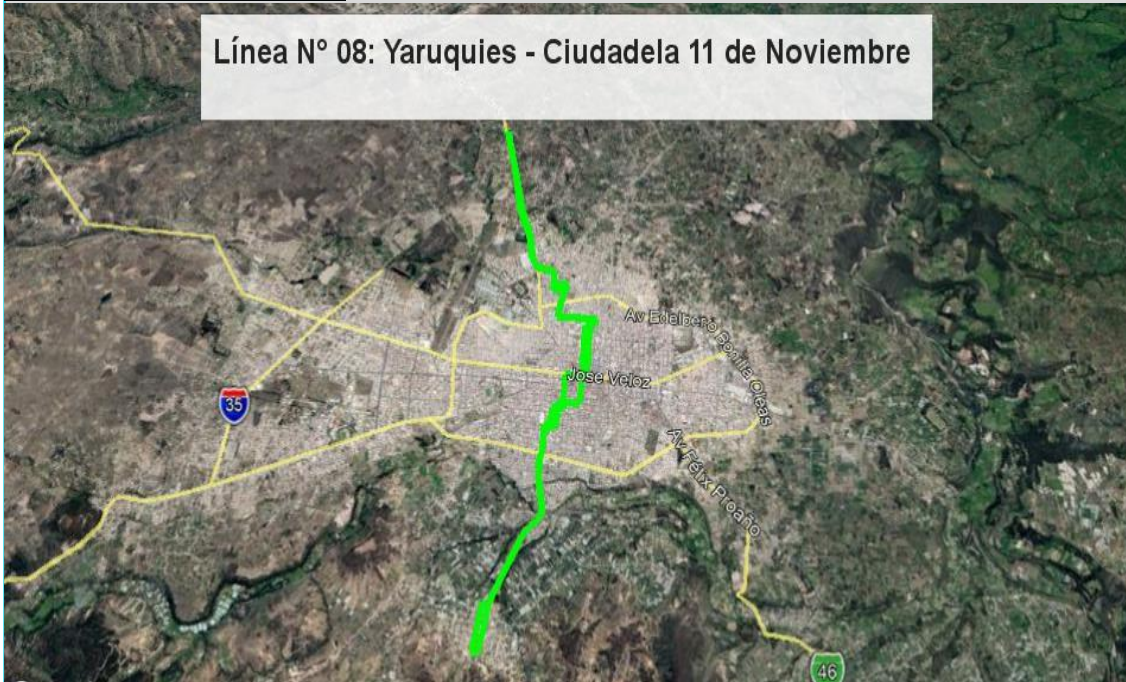 Línea N° 08: Yaruquies - Ciudadela 11 de Noviembre
Av Edelberto Bonilla Oleas
Jose Veloz
35
Av Félix Proaño
46